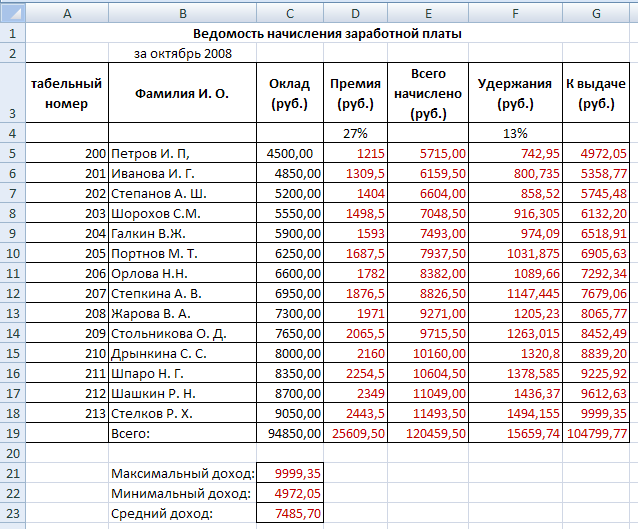 A B C D E F G
1 Ведомость начисления заработной платы
2 за октябрь 2008
3 табельный номер Фамилия И. О. Оклад (руб.) Премия (руб.) Всего начислено (руб.) Удержания (руб.) К выдаче (руб.)
4 27% 13%
5 200 Петров И. П, 4500,00 1215 5715,00 742,95 4972,05
6 201 Иванова И. Г. 4850,00 1309,5 6159,50 800,735 5358,77
7 202 Степанов А. Ш. 5200,00 1404 6604,00 858,52 5745,48
8 203 Шорохов С.М. 5550,00 1498,5 7048,50 916,305 6132,20
9 204 Галкин В.Ж. 5900,00 1593 7493,00 974,09 6518,91
10 205 Портнов М. Т. 6250,00 1687,5 7937,50 1031,875 6905,63
11 206 Орлова Н.Н. 6600,00 1782 8382,00 1089,66 7292,34
12 207 Степкина А. В. 6950,00 1876,5 8826,50 1147,445 7679,06
13 208 Жарова В. А. 7300,00 1971 9271,00 1205,23 8065,77
14 209 Стольникова О. Д. 7650,00 2065,5 9715,50 1263,015 8452,49
15 210 Дрынкина С. С. 8000,00 2160 10160,00 1320,8 8839,20
16 211 Шпаро Н. Г. 8350,00 2254,5 10604,50 1378,585 9225,92
17 212 Шашкин Р. Н. 8700,00 2349 11049,00 1436,37 9612,63
18 213 Стелков Р. Х. 9050,00 2443,5 11493,50 1494,155 9999,35
19 Всего: 94850,00 25609,50 120459,50 15659,74 104799,77
20
21 Максимальный доход: 9999,35
22 Минимальный доход: 4972,05
23 Средний доход: 7485,70